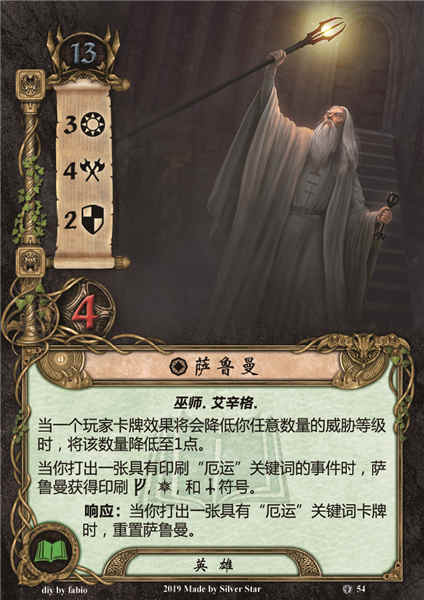 13
3
4
2
4
萨鲁曼
巫师. 艾辛格.
当一个玩家卡牌效果将会降低你任意数量的威胁等级
时，将该数量降低至1点。
当你打出一张具有印刷“厄运”关键词的事件时，萨
鲁曼获得印刷 , , 和 符号。
响应：当你打出一张具有“厄运”关键词卡牌
时，重置萨鲁曼。
英 雄
diy by fabio
2019 Made by Silver Star
54